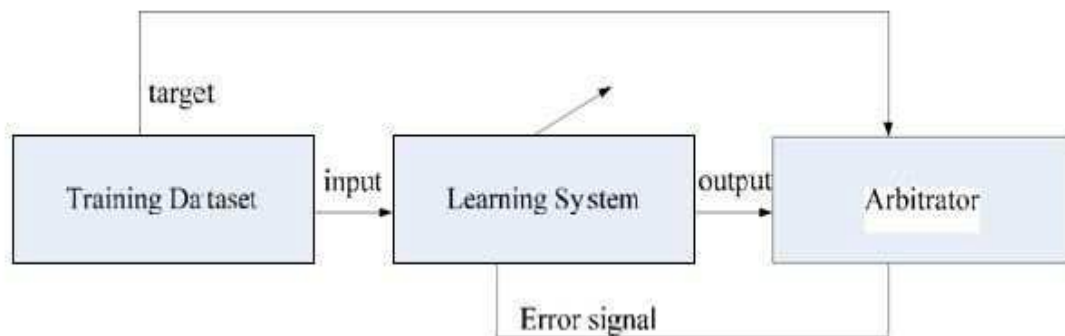 target
Training Dataset
input
Learning System
output
Arbitrator
Error signal